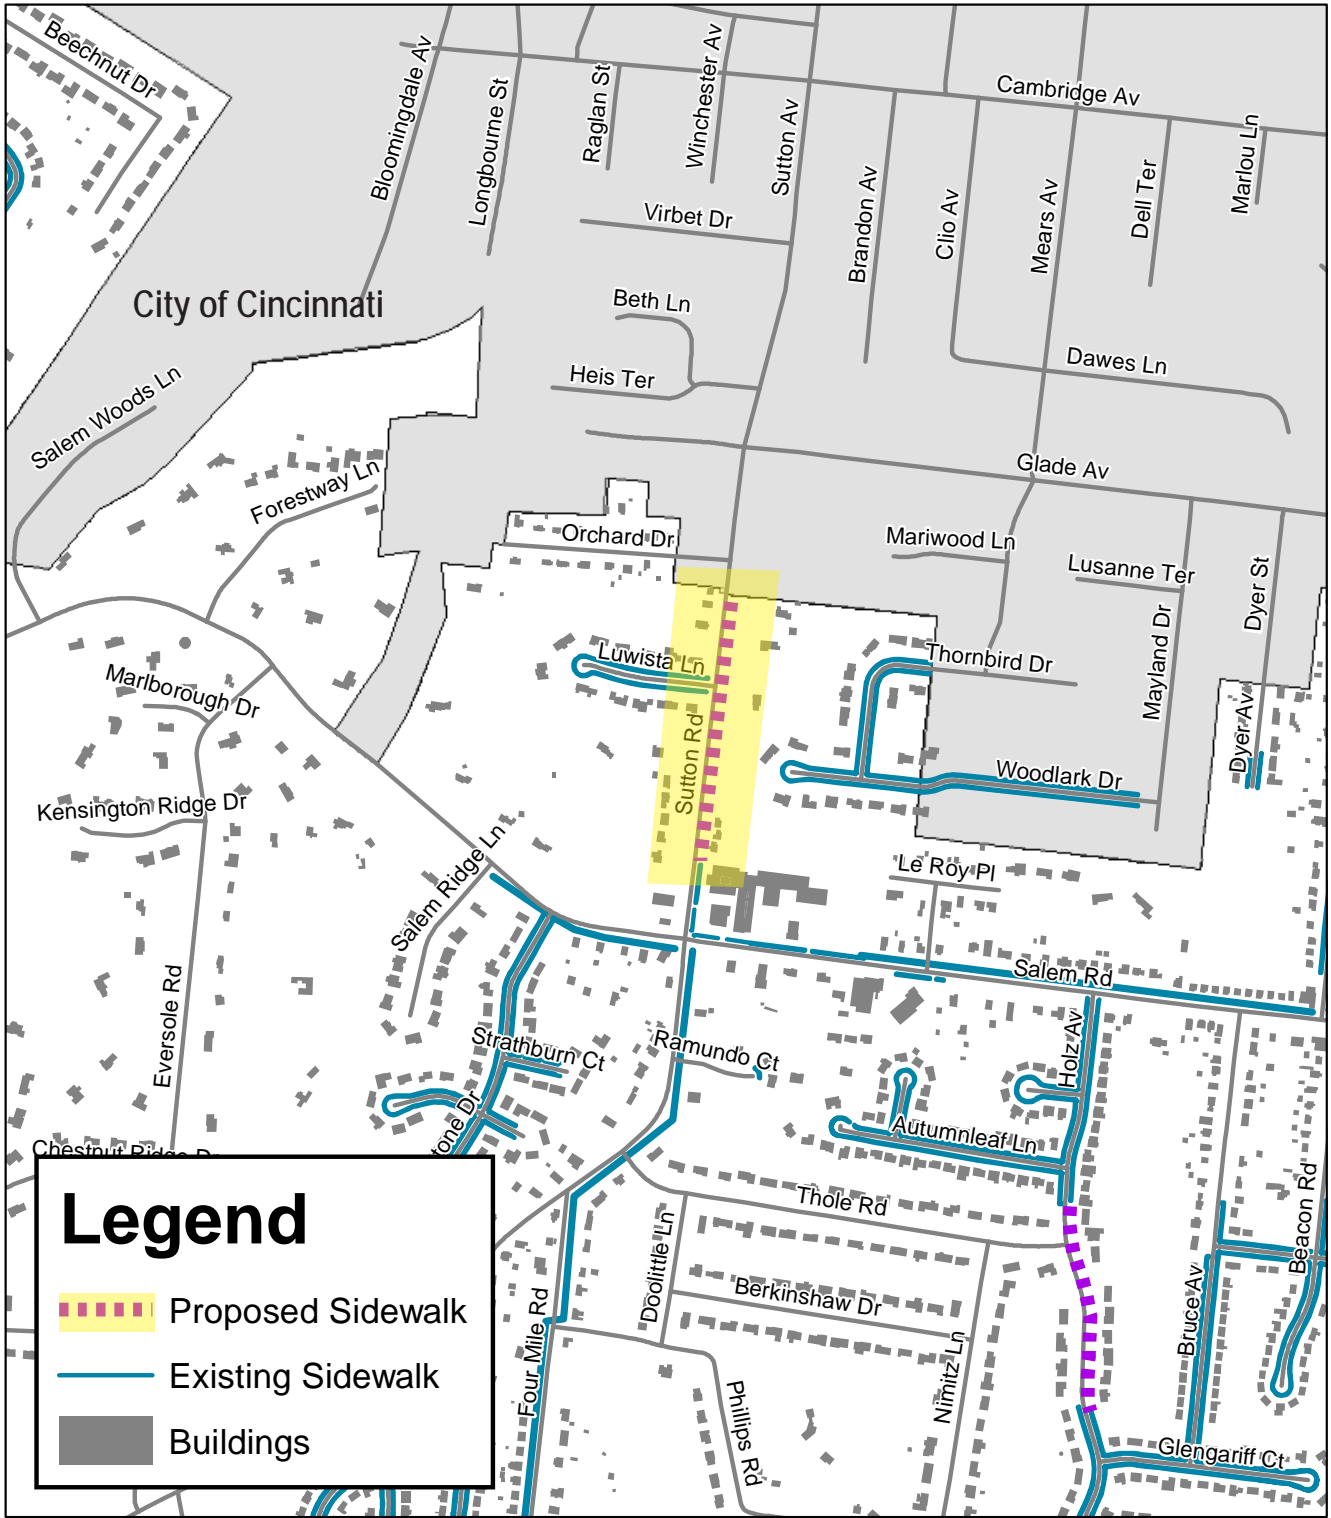 Beechnut Dr
Bloomingdale Av
Longbourne St
Raglan St
Winchester Av
Sutton Av
Cambridge Av
Marlou Ln
Dell Ter
Mears Av
Clio Av
Brandon Av
Virbet Dr
City of Cincinnati
Beth Ln
Heis Ter
Dawes Ln
Salem Woods Ln
Forestway Ln
Glade Av
Orchard Dr
Mariwood Ln
Lusanne Ter
Dyer St
Mayland Dr
Luwista Ln
Thornbird Dr
Marlborough Dr
Sutton Rd
Dyer Av
Woodlark Dr
Kensington Ridge Dr
Salem Ridge Ln
Le Roy Pl
Eversole Rd
Salem Rd
Strathburn Ct
Ramundo Ct
Holz Av
Autumnleaf Ln
tone Dr
Chestnut Ridge Dr
Thole Rd
Doolittle Ln
Beacon Rd
Bruce Av
Berkinshaw Dr
Four Mile Rd
Nimitz Ln
Phillips Rd
Glengariff Ct
Legend
Proposed Sidewalk
Existing Sidewalk
Buildings